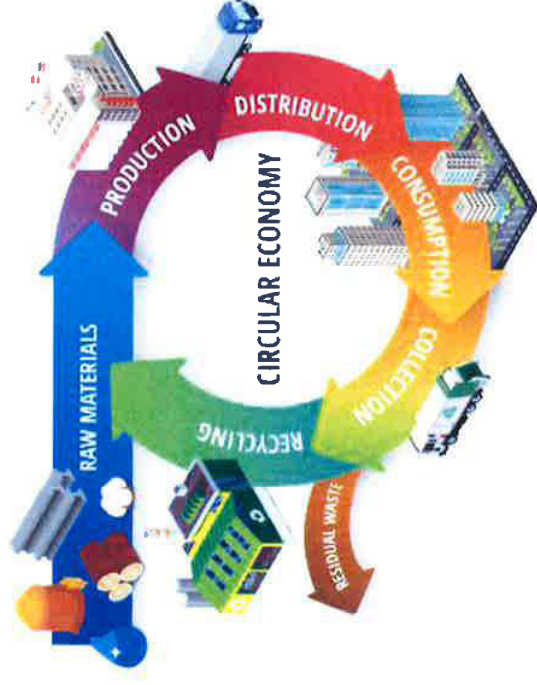 RAW MATERIALS
PRODUCTION
DISTRIBUTION
CONSUMPTION
COLLECTION
RECYCLING
RESIDUAL WASTE
CIRCULAR ECONOMY